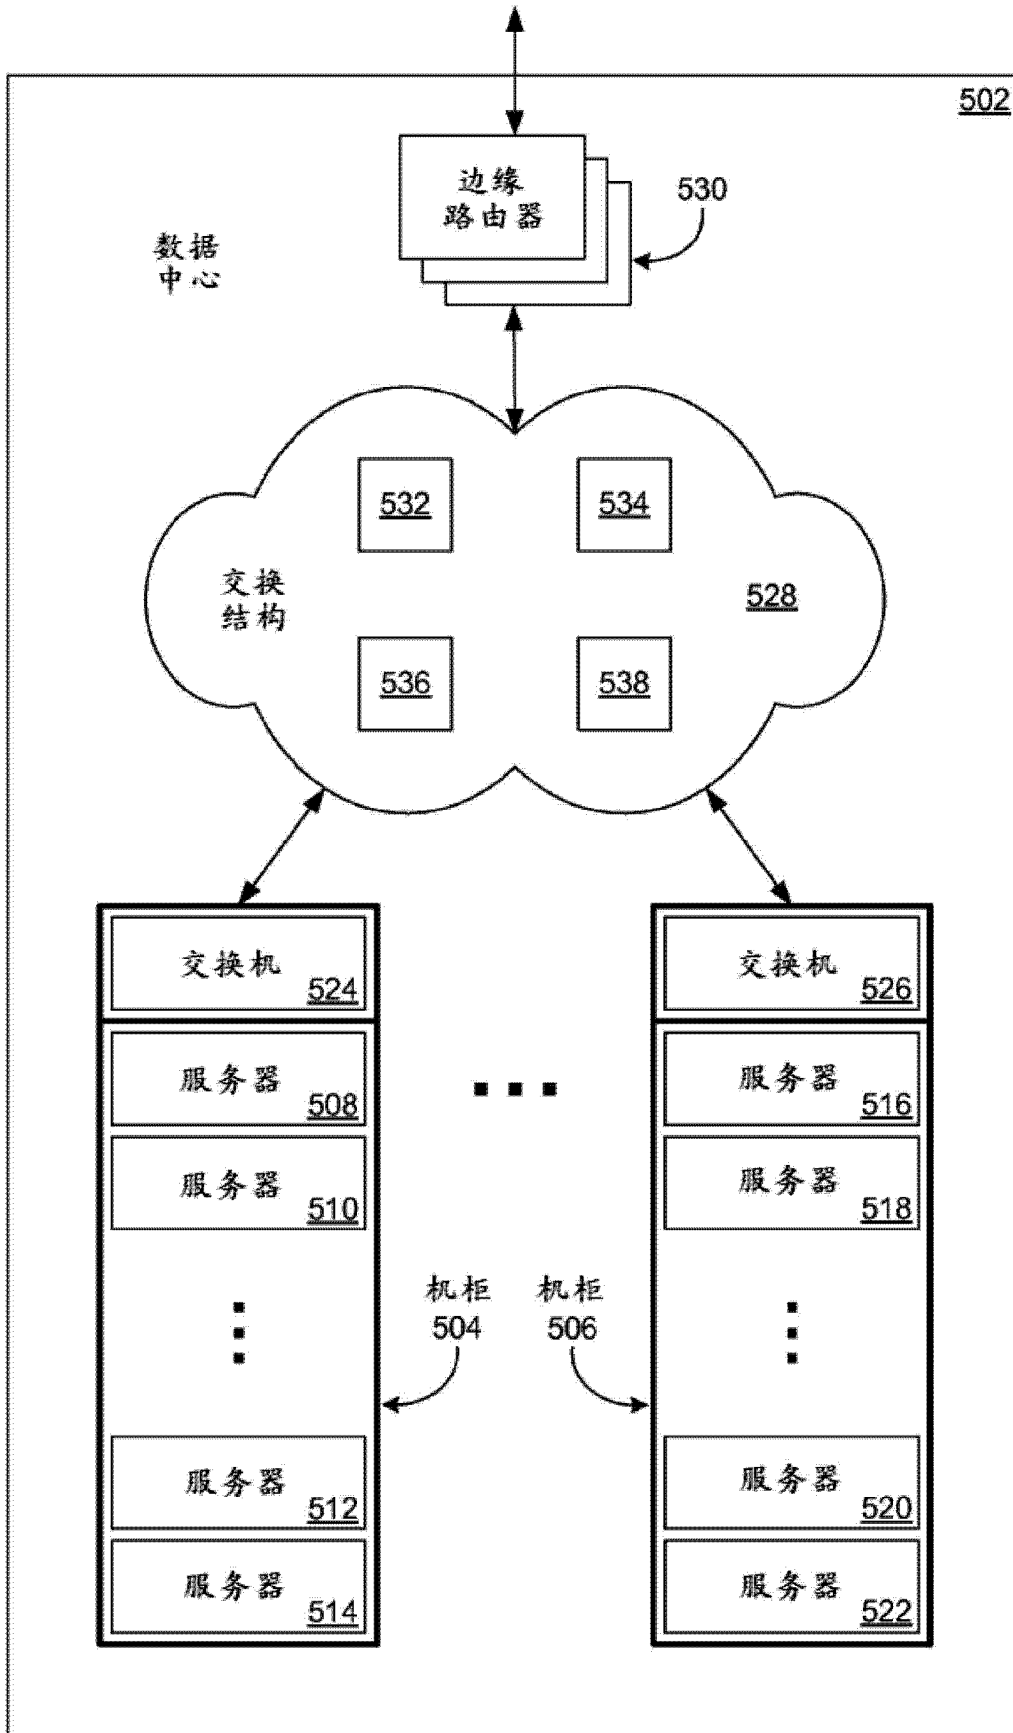 502
边缘
路由器
530
数据
中心
532
534
交换
结构
528
536
538
交换机
524
交换机
526
服务器
508
服务器
516
服务器
510
服务器
518
机柜
504
机柜
506
服务器
512
服务器
520
服务器
514
服务器
522